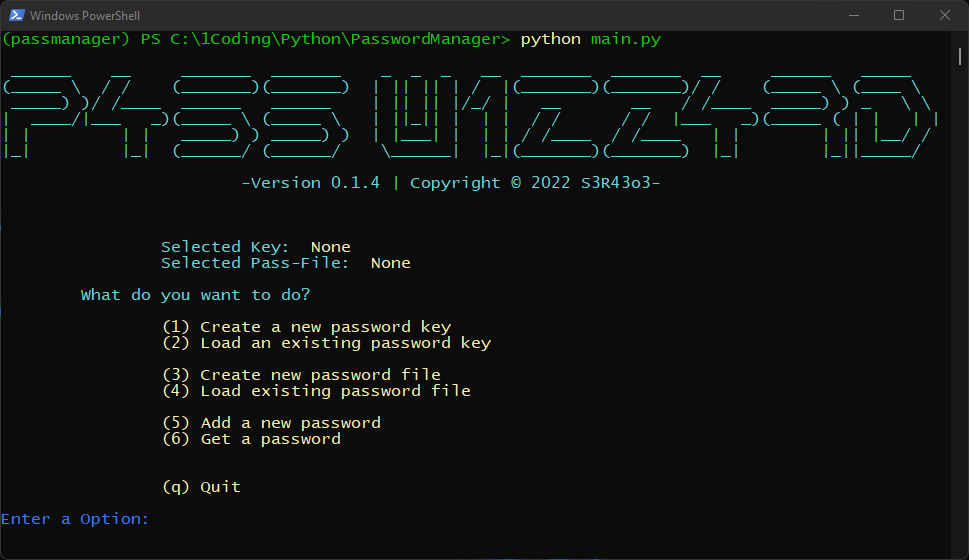 Windows PowerShell
(passmanager) PS C:\1Coding\Python\PasswordManager> python main.py
P455 W1ZZ4RD
-Version 0.1.4 | Copyright © 2022 S3R43o3-
Selected Key: None
Selected Pass-File: None
What do you want to do?
(1) Create a new password key
(2) Load an existing password key
(3) Create new password file
(4) Load existing password file
(5) Add a new password
(6) Get a password
(q) Quit
Enter a Option: